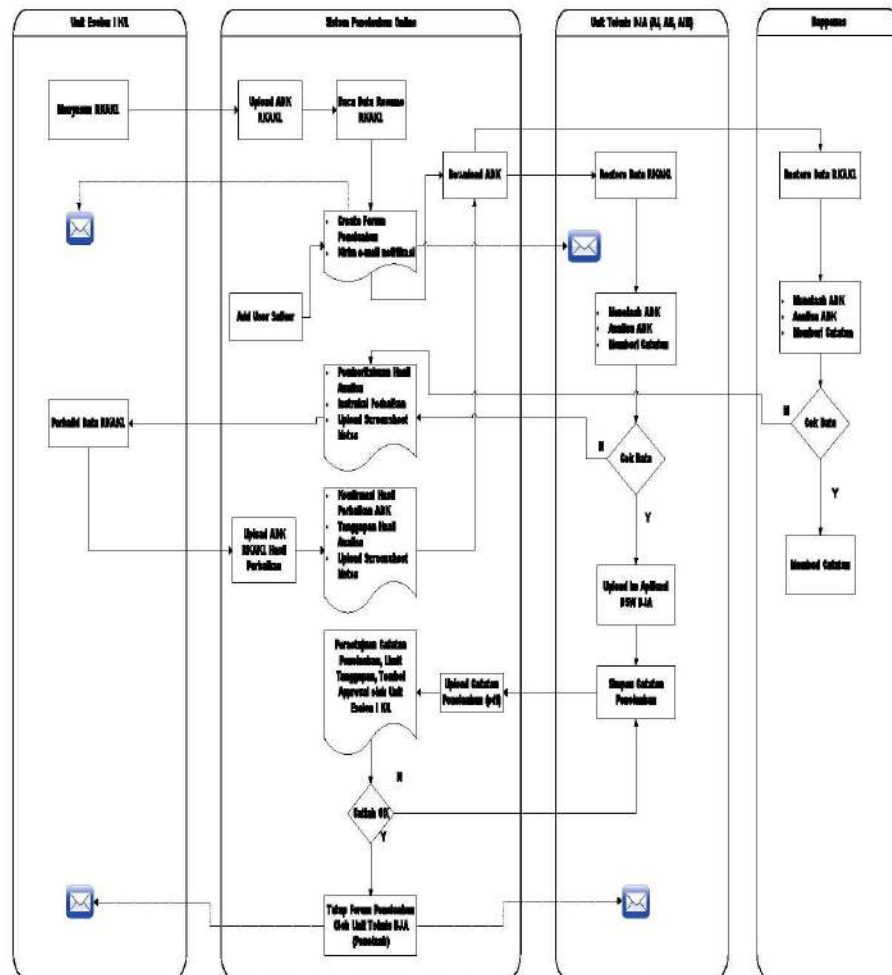 Unit Eselon I K/L
Sistem Penelaahan Online
Unit Teknis DJA (AI, AII, AIII)
Bappenas
Menyusun RKAKL
Upload ADK
RKAKL
Baca Data Resume
RKAKL
Download ADK
Restore Data RKAKL
Restore Data RKAKL
• Create Forum
Penelaahan
• Kirim e-mail notifikasi
Add User Satker
• Menelaah ADK
• Analisa ADK
• Memberi Catatan
• Menelaah ADK
• Analisa ADK
• Memberi Catatan
• Pemberitahuan Hasil
Analisa
• Instruksi Perbaikan
• Upload Screenshot
Notes
Perbaiki Data RKAKL
N
Cek Data
Y
N
Cek Data
Y
Upload ADK
RKAKL Hasil
Perbaikan
• Konfirmasi Hasil
Perbaikan ADK
• Tanggapan Hasil
Analisa
• Upload Screenshot
Notes
Upload ke Aplikasi
DJA
Memberi Catatan
Persetujuan Catatan
Penelaahan, Limit
Tanggapan, Tombol
Approval oleh Unit
Eselon I K/L
Upload Catatan
Penelaahan (pdf)
Simpan Catatan
Penelaahan
N
OK
Y
Tutup Forum Penelaahan
Oleh Unit Teknis DJA
(Penelaah)